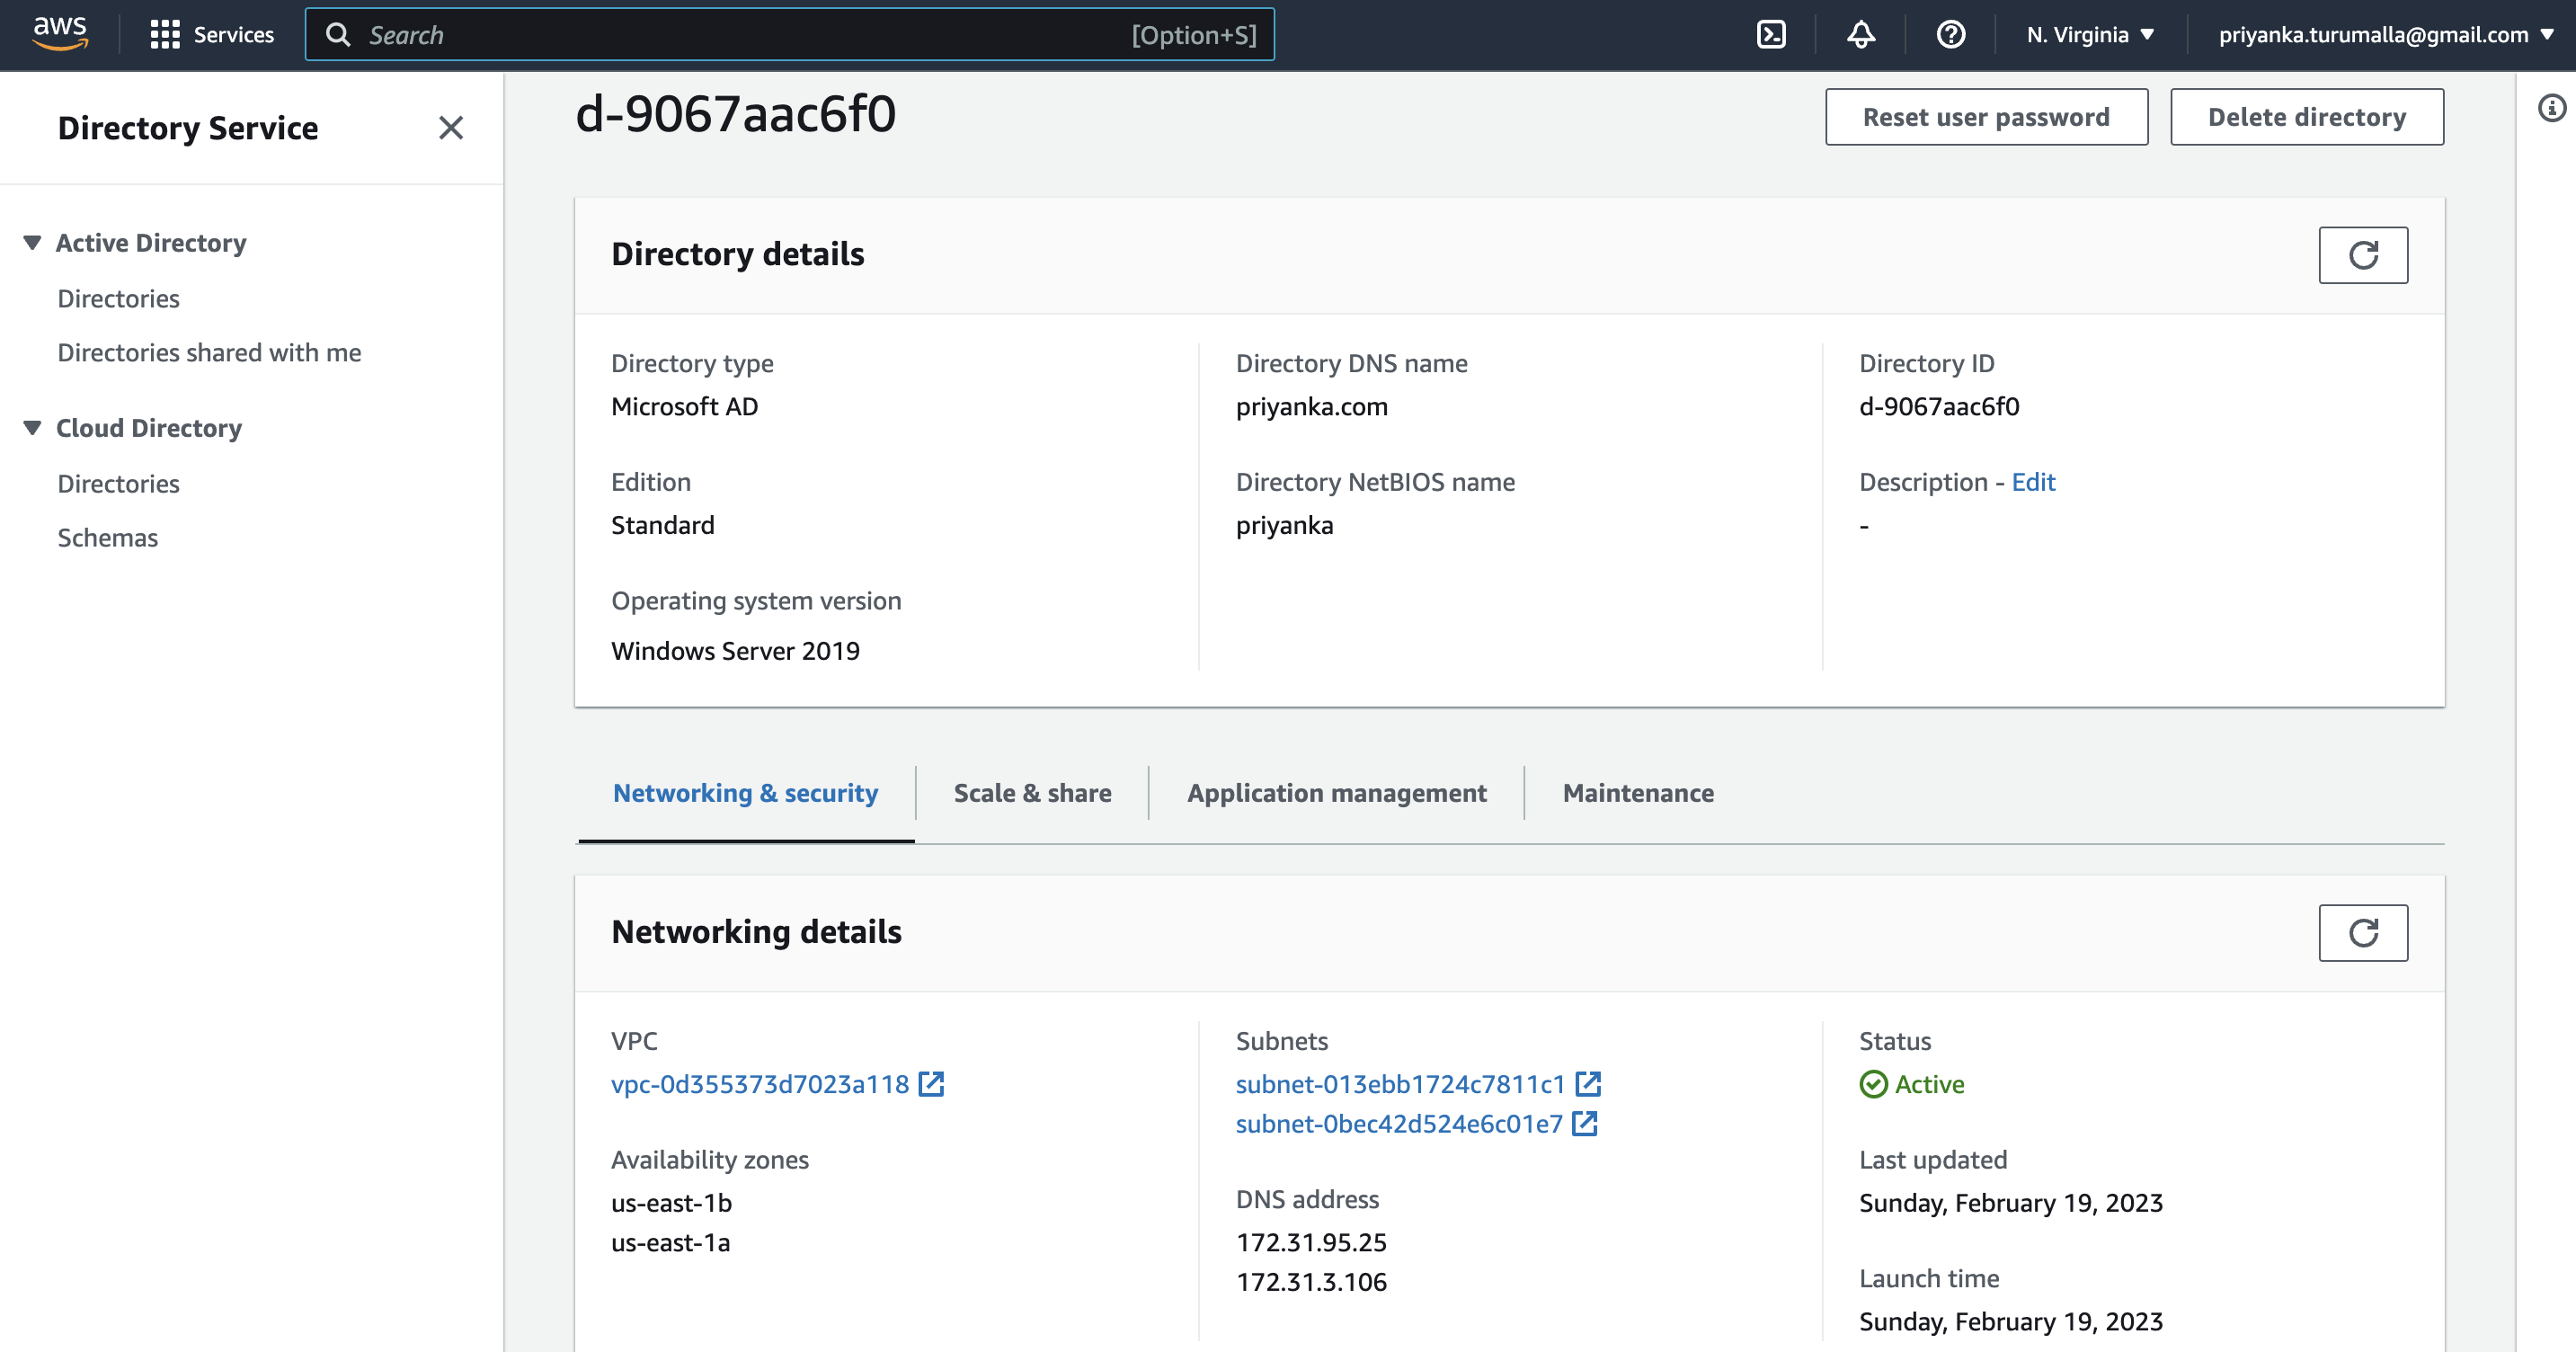 aws
Services
Search
[Option+S]
N. Virginia
priyanka.turumalla@gmail.com
Directory Service
Active Directory
Directories
Directories shared with me
Cloud Directory
Directories
Schemas
d-9067aac6f0
Reset user password
Delete directory
Directory details
Directory type
Microsoft AD
Edition
Standard
Operating system version
Windows Server 2019
Directory DNS name
priyanka.com
Directory NetBIOS name
priyanka
Directory ID
d-9067aac6f0
Description - Edit
-
Networking & security
Scale & share
Application management
Maintenance
Networking details
VPC
vpc-0d355373d7023a118
Availability zones
us-east-1b
us-east-1a
Subnets
subnet-013ebb1724c7811c1
subnet-0bec42d524e6c01e7
DNS address
172.31.95.25
172.31.3.106
Status
Active
Last updated
Sunday, February 19, 2023
Launch time
Sunday, February 19, 2023